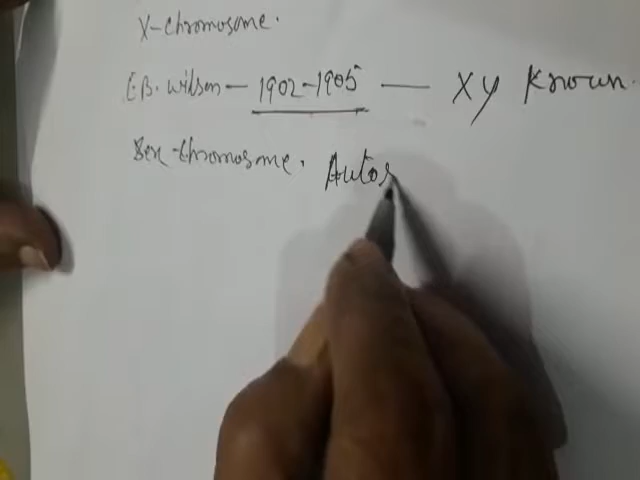 X-chromosome.
E.B. Wilson — 1902-1905 — XY known.
Sex-chromosome. Autos